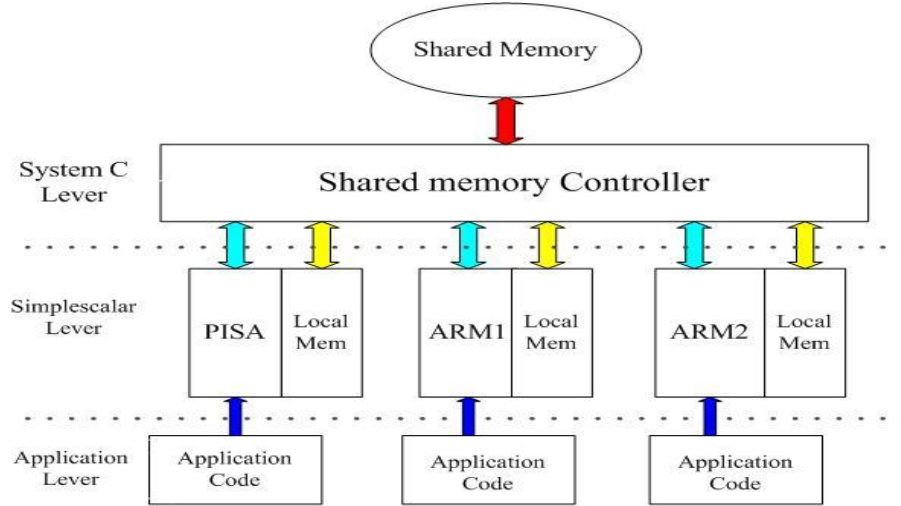 Shared Memory
System C
Lever
Shared memory Controller
Simplescalar
Lever
PISA
Local
Mem
ARM1
Local
Mem
ARM2
Local
Mem
Application
Lever
Application
Code
Application
Code
Application
Code